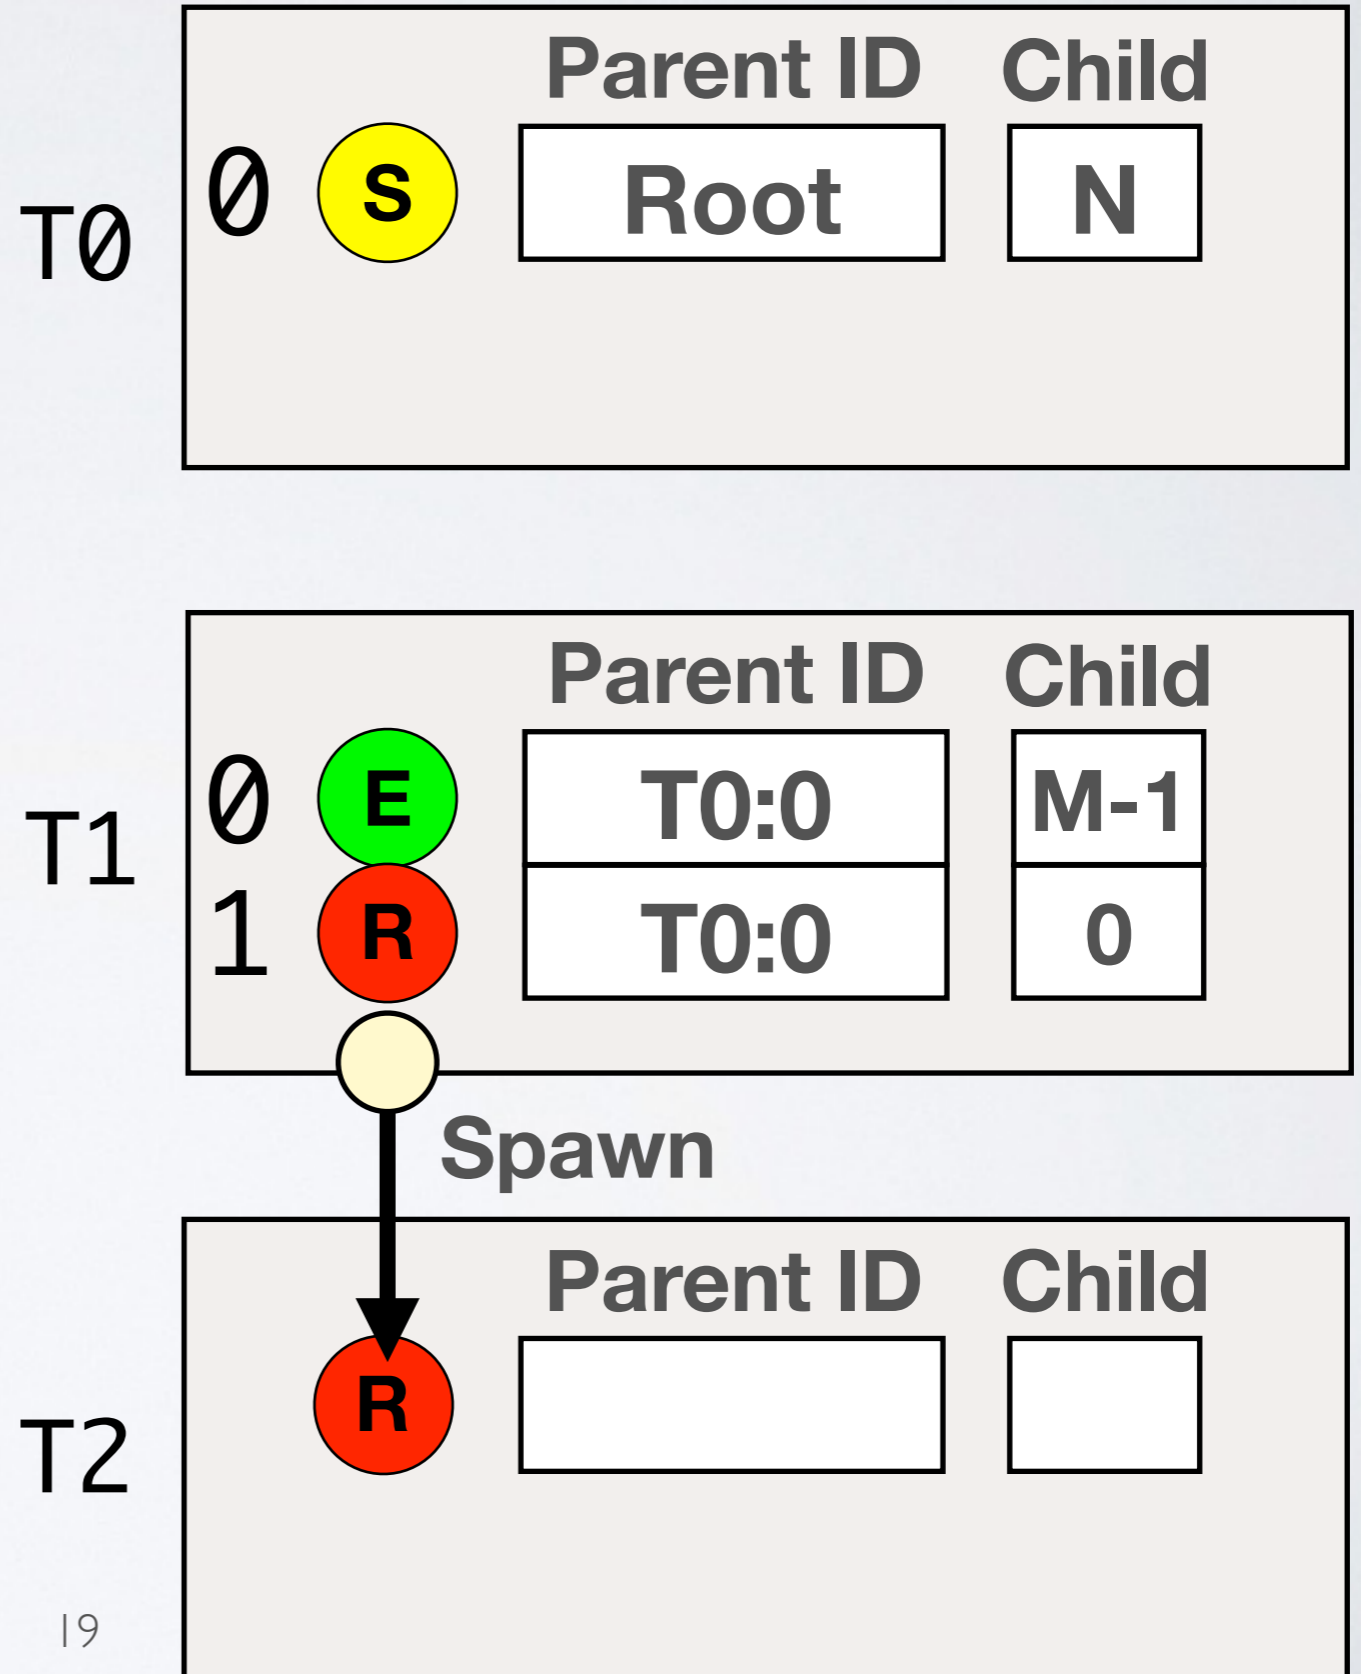 Parent ID Child
T0 0 S Root N
Parent ID Child
T1
0 E T0:0 M-1
1 R T0:0 0
Spawn
Parent ID Child
T2 R
19